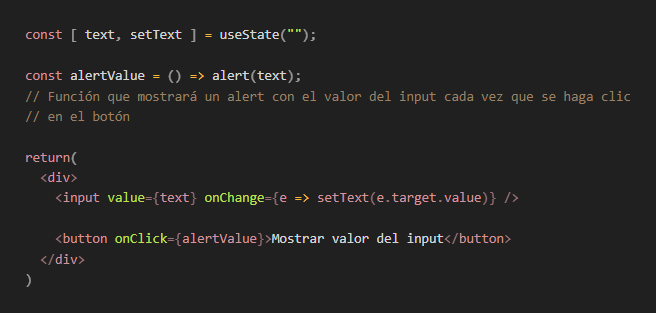 const [ text, setText ] = useState("");
const alertValue = () => alert(text);
// Función que mostrará un alert con el valor del input cada vez que se haga clic
// en el botón
return(
<div>
<input value={text} onChange={e => setText(e.target.value)} />
<button onClick={alertValue}>Mostrar valor del input</button>
</div>
)